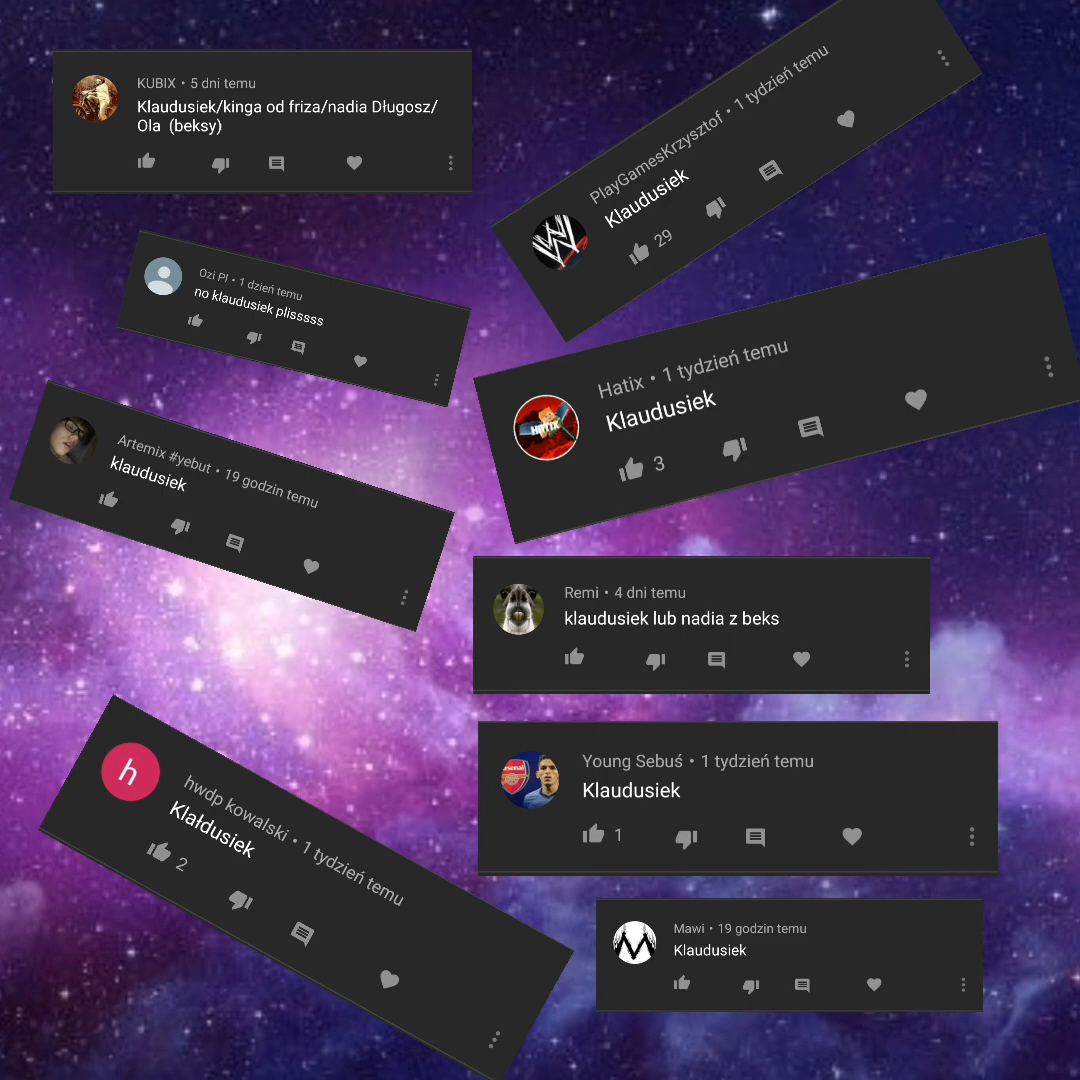 KUBIX • 5 dni temu
Klaudusiek/kinga od friza/nadia Długosz/
Ola (beksy)
PlayGamesKrzysztof • 1 tydzień temu
Klaudusiek
29
Ozi Pl • 1 dzień temu
no klaudusiek plisssss
Hatix • 1 tydzień temu
HATIX
Klaudusiek
3
Artemix #yebut • 19 godzin temu
klaudusiek
Remi • 4 dni temu
klaudusiek lub nadia z beks
h
hwdp kowalski • 1 tydzień temu
Klałdusiek
2
Young Sebuś • 1 tydzień temu
Klaudusiek
1
Mawi • 19 godzin temu
Klaudusiek